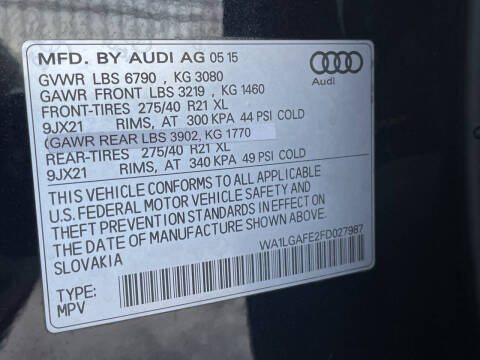 MFD. BY AUDI AG 05 15
GVWR LBS 6790 , KG 3080
GAWR FRONT LBS 3219 , KG 1460
FRONT-TIRES 275/40 R21 XL
9JX21 RIMS, AT 300 KPA 44 PSI COLD
(GAWR REAR LBS 3902, KG 1770
REAR-TIRES 275/40 R21 XL
9JX21 RIMS, AT 340 KPA 49 PSI COLD
THIS VEHICLE CONFORMS TO ALL APPLICABLE
U.S. FEDERAL MOTOR VEHICLE SAFETY AND
THEFT PREVENTION STANDARDS IN EFFECT ON
THE DATE OF MANUFACTURE SHOWN ABOVE.
SLOVAKIA
WA1LGAFE2FD027987
TYPE:
MPV
Audi